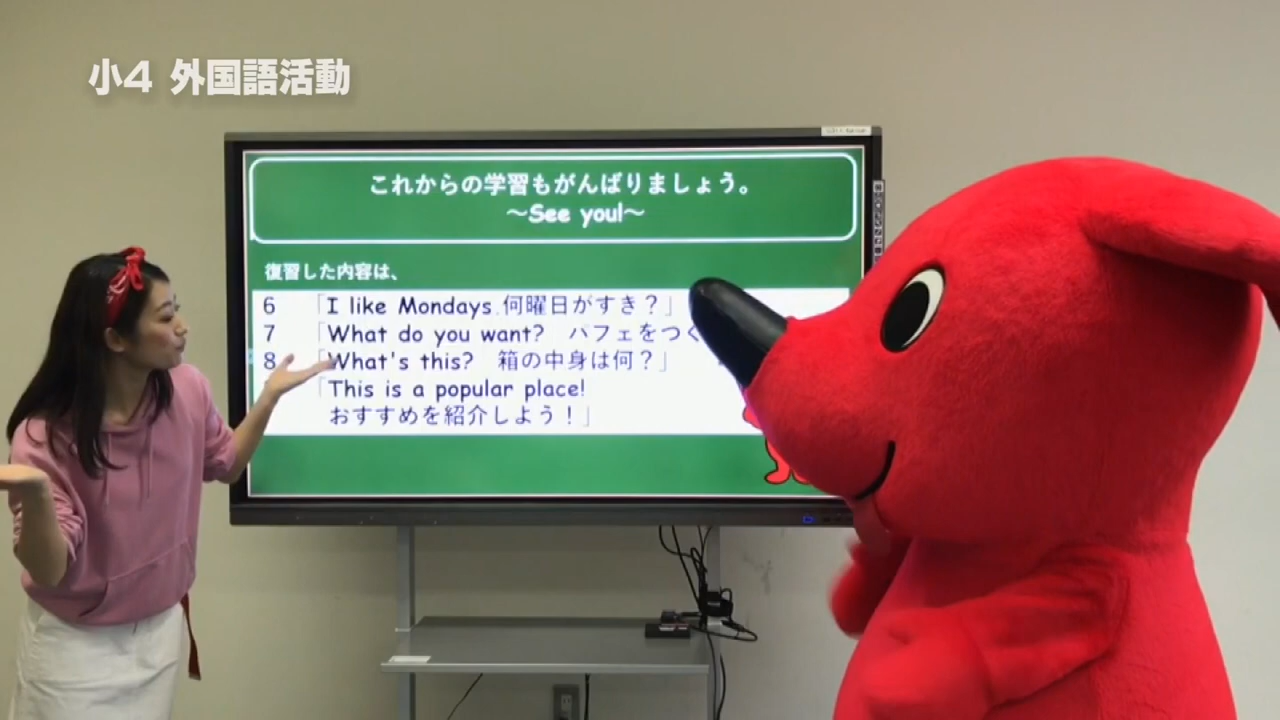 小4 外国語活動
これからの学習もがんばりましょう。
～See you!～
復習した内容は、
6 「I like Mondays.何曜日がすき？」
7 「What do you want? パフェをつく
8 「What's this? 箱の中身は何？」
「This is a popular place!
おすすめを紹介しよう！」